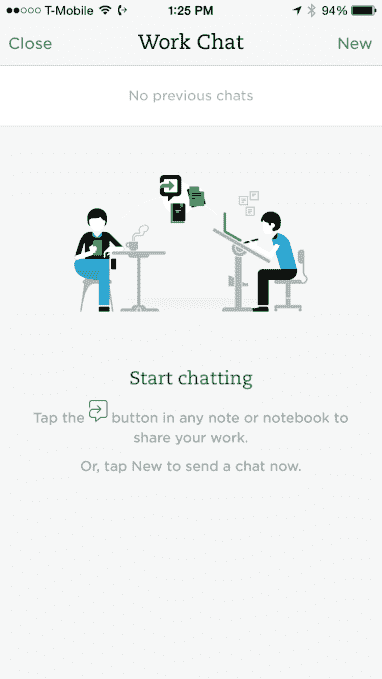 T-Mobile 1:25 PM 94%
Close Work Chat New
No previous chats
Start chatting
Tap the button in any note or notebook to
share your work.
Or, tap New to send a chat now.